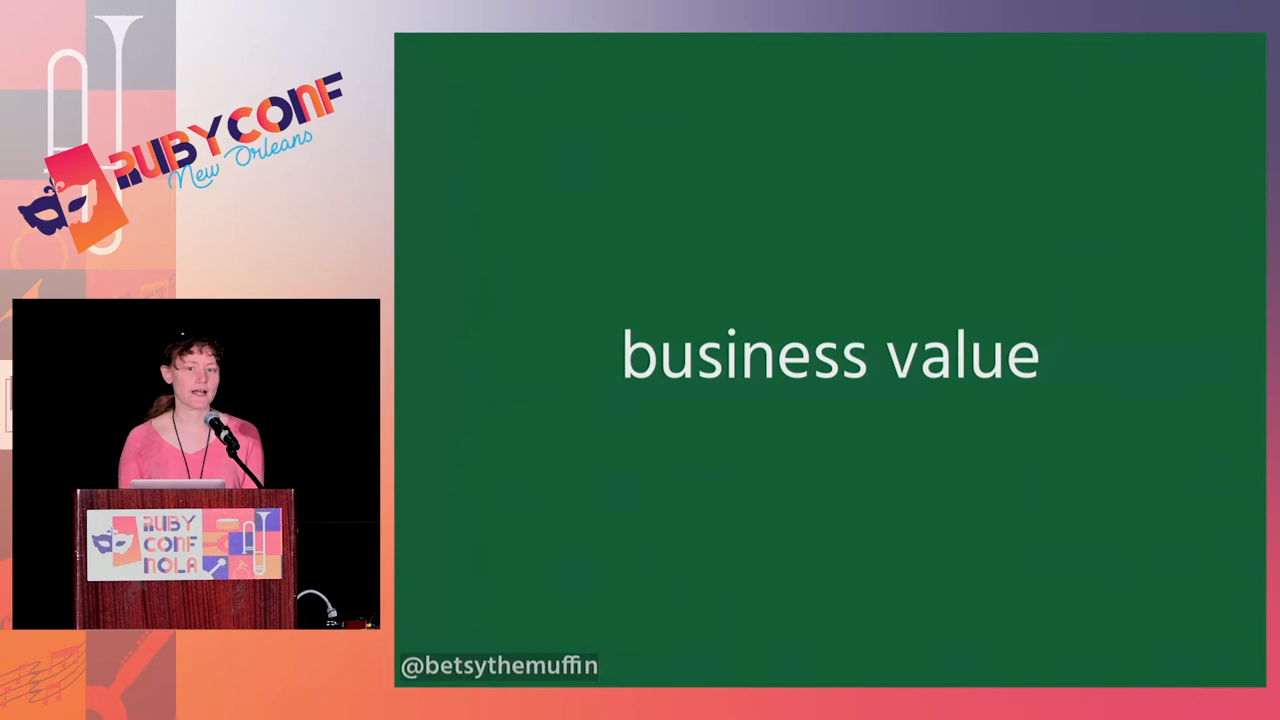 RUBYCONF
New Orleans
business value
@betsythemuffin
RUBY
CONF
NOLA